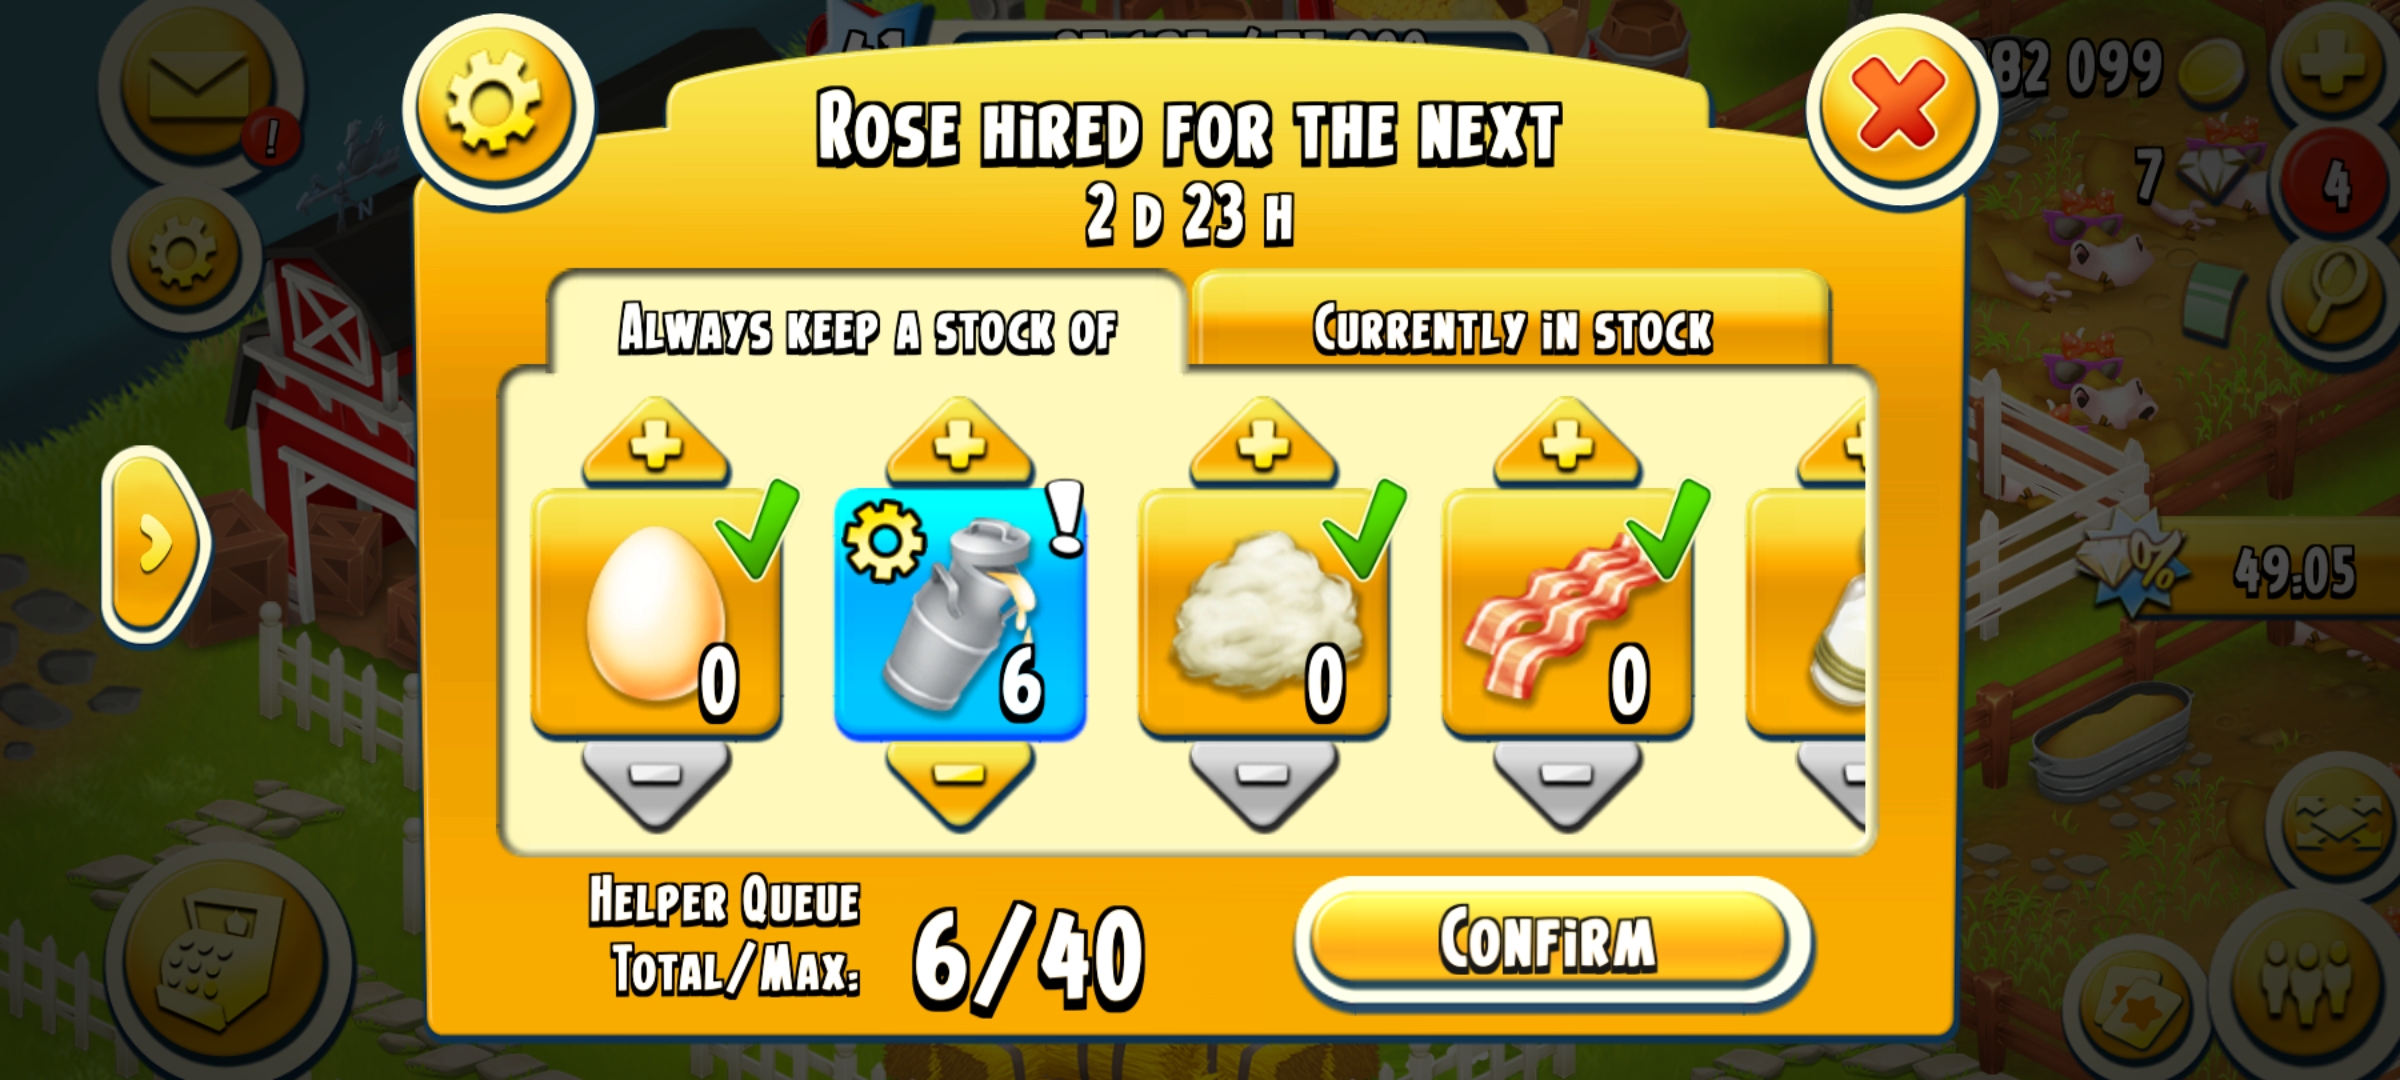 82 099
7
4
!
N
ROSE HIRED FOR THE NEXT
2 D 23 H
ALWAYS KEEP A STOCK OF
CURRENTLY IN STOCK
!
0
6
0
0
%
49:05
HELPER QUEUE
TOTAL/MAX:
6/40
CONFIRM